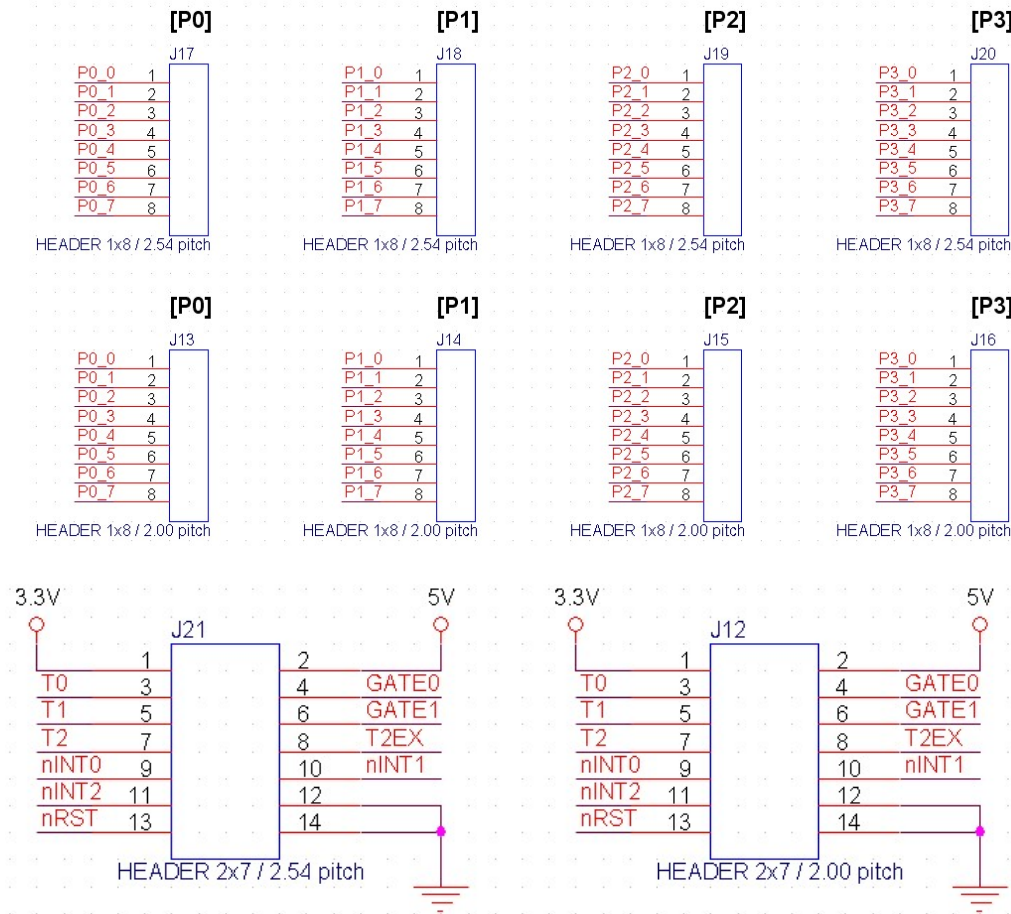 [P0] [P1] [P2] [P3]
J17 J18 J19 J20
P0_0 1 P1_0 1 P2_0 1 P3_0 1
P0_1 2 P1_1 2 P2_1 2 P3_1 2
P0_2 3 P1_2 3 P2_2 3 P3_2 3
P0_3 4 P1_3 4 P2_3 4 P3_3 4
P0_4 5 P1_4 5 P2_4 5 P3_4 5
P0_5 6 P1_5 6 P2_5 6 P3_5 6
P0_6 7 P1_6 7 P2_6 7 P3_6 7
P0_7 8 P1_7 8 P2_7 8 P3_7 8
HEADER 1x8 / 2.54 pitch HEADER 1x8 / 2.54 pitch HEADER 1x8 / 2.54 pitch HEADER 1x8 / 2.54 pitch
[P0] [P1] [P2] [P3]
J13 J14 J15 J16
P0_0 1 P1_0 1 P2_0 1 P3_0 1
P0_1 2 P1_1 2 P2_1 2 P3_1 2
P0_2 3 P1_2 3 P2_2 3 P3_2 3
P0_3 4 P1_3 4 P2_3 4 P3_3 4
P0_4 5 P1_4 5 P2_4 5 P3_4 5
P0_5 6 P1_5 6 P2_5 6 P3_5 6
P0_6 7 P1_6 7 P2_6 7 P3_6 7
P0_7 8 P1_7 8 P2_7 8 P3_7 8
HEADER 1x8 / 2.00 pitch HEADER 1x8 / 2.00 pitch HEADER 1x8 / 2.00 pitch HEADER 1x8 / 2.00 pitch
3.3V 5V 3.3V 5V
J21 J12
1 2 1 2
T0 3 4 GATE0 T0 3 4 GATE0
T1 5 6 GATE1 T1 5 6 GATE1
T2 7 8 T2EX T2 7 8 T2EX
nINT0 9 10 nINT1 nINT0 9 10 nINT1
nINT2 11 12 nINT2 11 12
nRST 13 14 nRST 13 14
HEADER 2x7 / 2.54 pitch HEADER 2x7 / 2.00 pitch